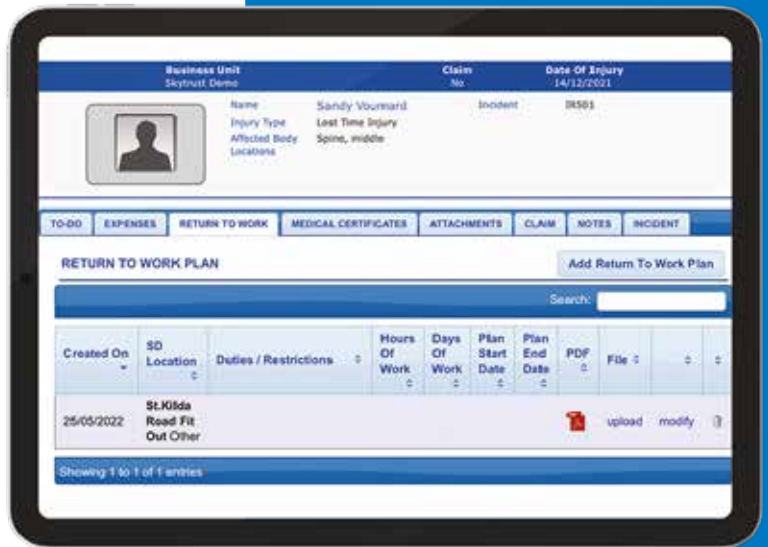 Business Unit Claim Date Of Injury
Skytrust Demo No 14/12/2021
Name Sandy Voumard Incident IR501
Injury Type Lost Time Injury
Affected Body Spine, middle
Locations
TO-DO EXPENSES RETURN TO WORK MEDICAL CERTIFICATES ATTACHMENTS CLAIM NOTES INCIDENT
RETURN TO WORK PLAN Add Return To Work Plan
Search:
Created On SD Location Duties / Restrictions Hours Of Work Days Of Work Plan Start Date Plan End Date PDF File
25/05/2022 St.Kilda Road Fit Out Other upload modify
Showing 1 to 1 of 1 entries